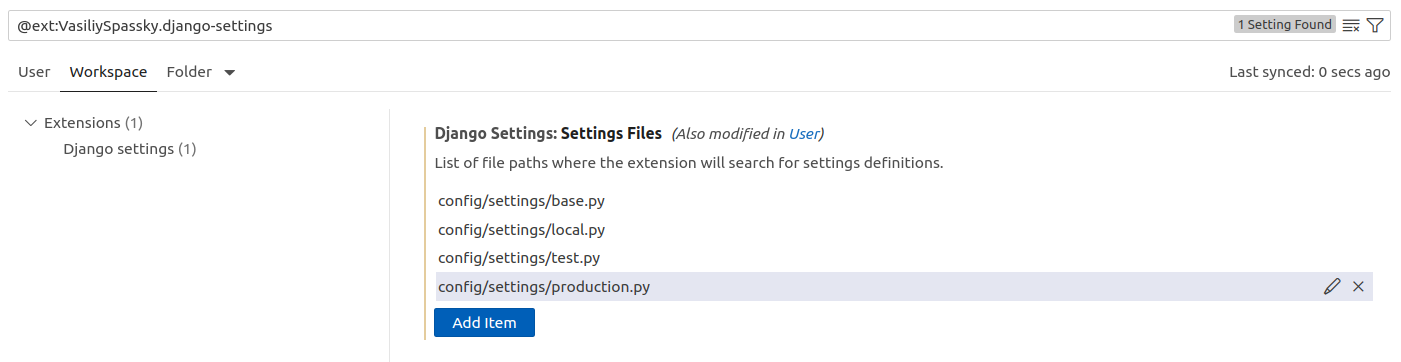 @ext:VasiliySpassky.django-settings
1 Setting Found
User Workspace Folder
Last synced: 0 secs ago
Extensions (1)
Django settings (1)
Django Settings: Settings Files (Also modified in User)
List of file paths where the extension will search for settings definitions.
config/settings/base.py
config/settings/local.py
config/settings/test.py
config/settings/production.py
Add Item